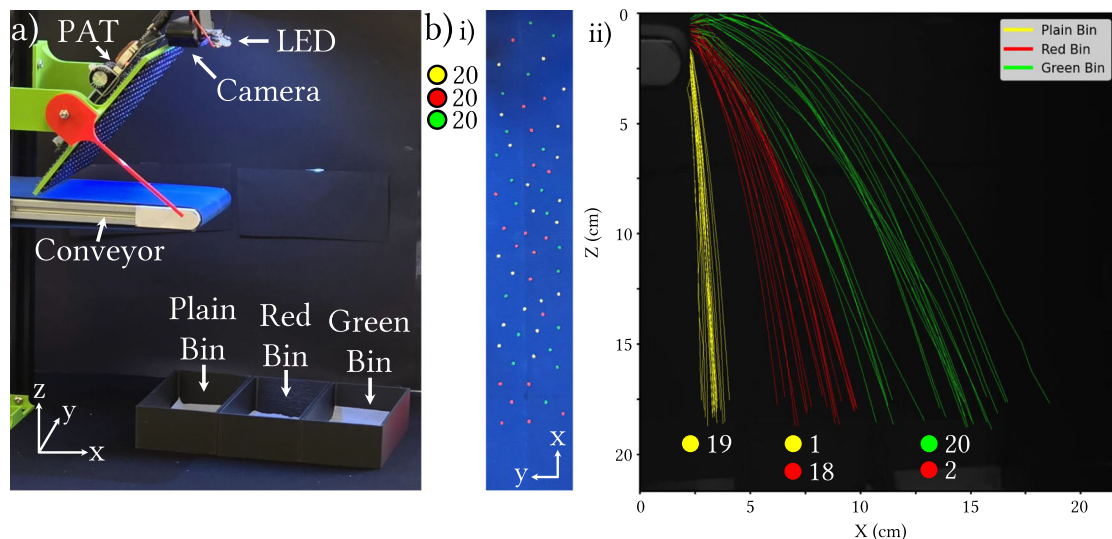 a)
PAT
LED
Camera
Conveyor
Plain
Bin
Red
Bin
Green
Bin
z
y
x
b) i)
20
20
20
x
y
ii)
0
5
10
15
20
Z (cm)
Plain Bin
Red Bin
Green Bin
19
1
18
20
2
0
5
10
15
20
X (cm)